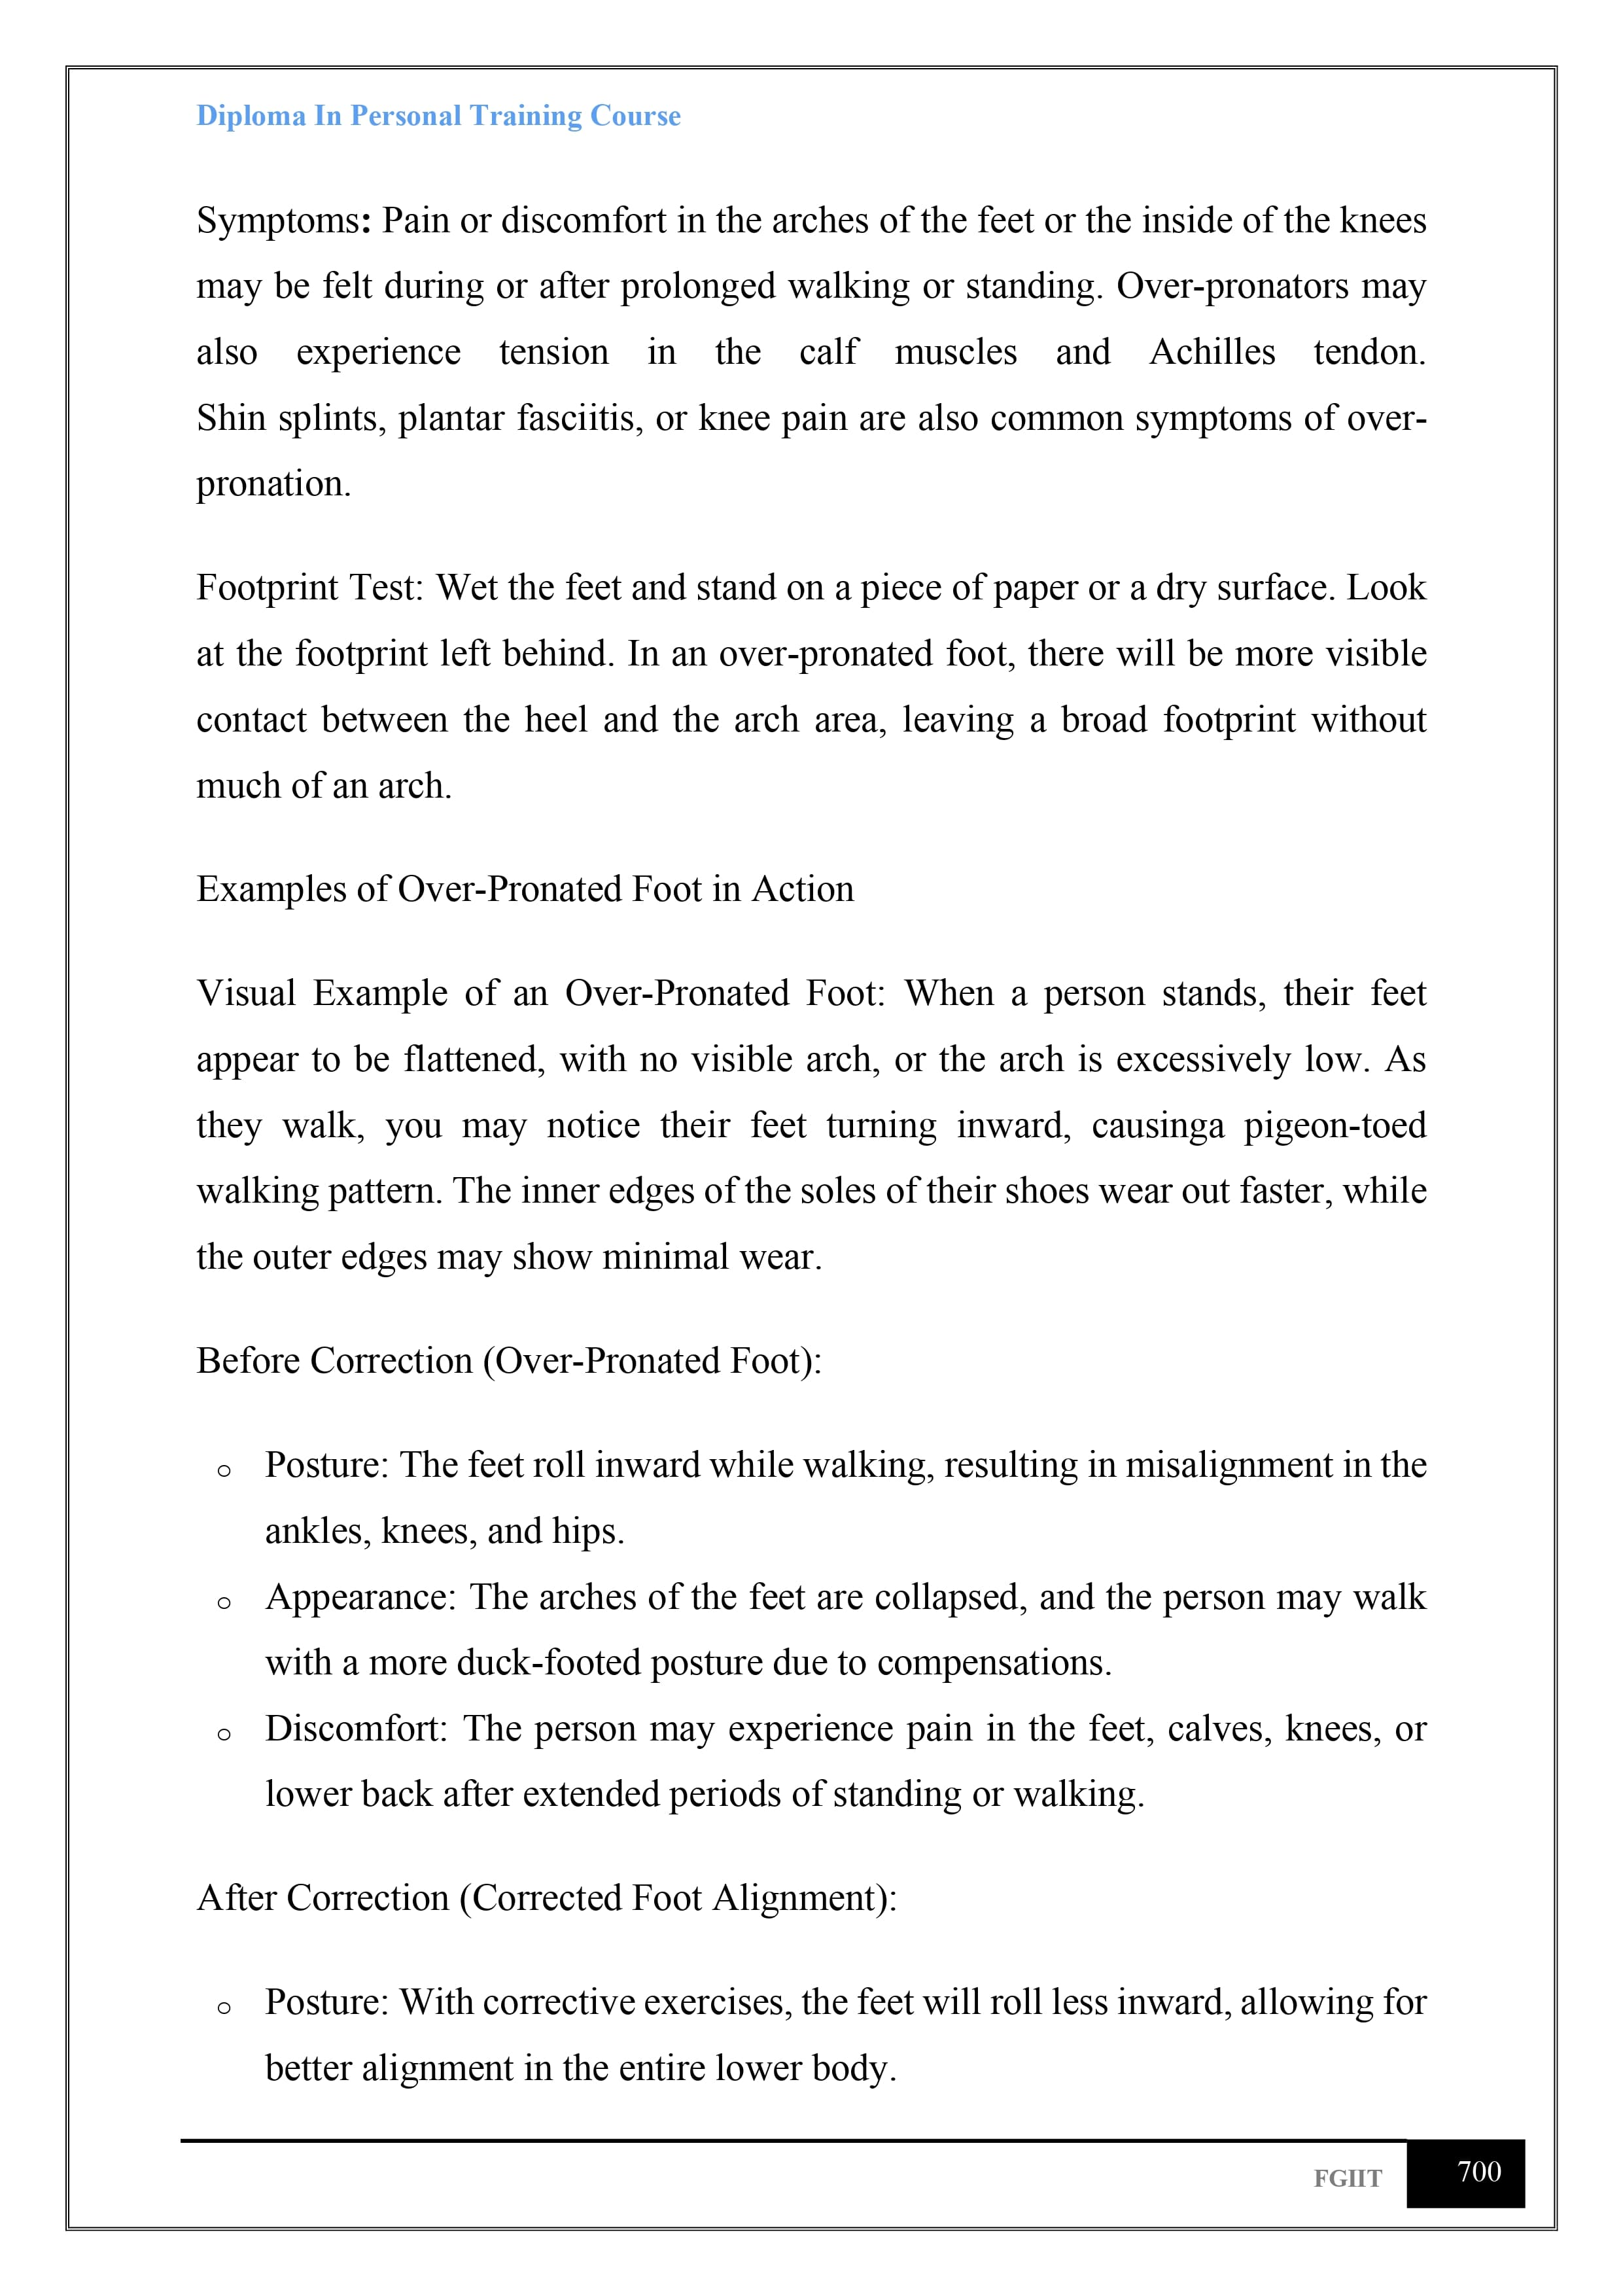 Diploma In Personal Training Course
Symptoms: Pain or discomfort in the arches of the feet or the inside of the knees
may be felt during or after prolonged walking or standing. Over-pronators may
also experience tension in the calf muscles and Achilles tendon.
Shin splints, plantar fasciitis, or knee pain are also common symptoms of over-
pronation.
Footprint Test: Wet the feet and stand on a piece of paper or a dry surface. Look
at the footprint left behind. In an over-pronated foot, there will be more visible
contact between the heel and the arch area, leaving a broad footprint without
much of an arch.
Examples of Over-Pronated Foot in Action
Visual Example of an Over-Pronated Foot: When a person stands, their feet
appear to be flattened, with no visible arch, or the arch is excessively low. As
they walk, you may notice their feet turning inward, causinga pigeon-toed
walking pattern. The inner edges of the soles of their shoes wear out faster, while
the outer edges may show minimal wear.
Before Correction (Over-Pronated Foot):
o Posture: The feet roll inward while walking, resulting in misalignment in the
ankles, knees, and hips.
o Appearance: The arches of the feet are collapsed, and the person may walk
with a more duck-footed posture due to compensations.
o Discomfort: The person may experience pain in the feet, calves, knees, or
lower back after extended periods of standing or walking.
After Correction (Corrected Foot Alignment):
o Posture: With corrective exercises, the feet will roll less inward, allowing for
better alignment in the entire lower body.
FGIIT 700